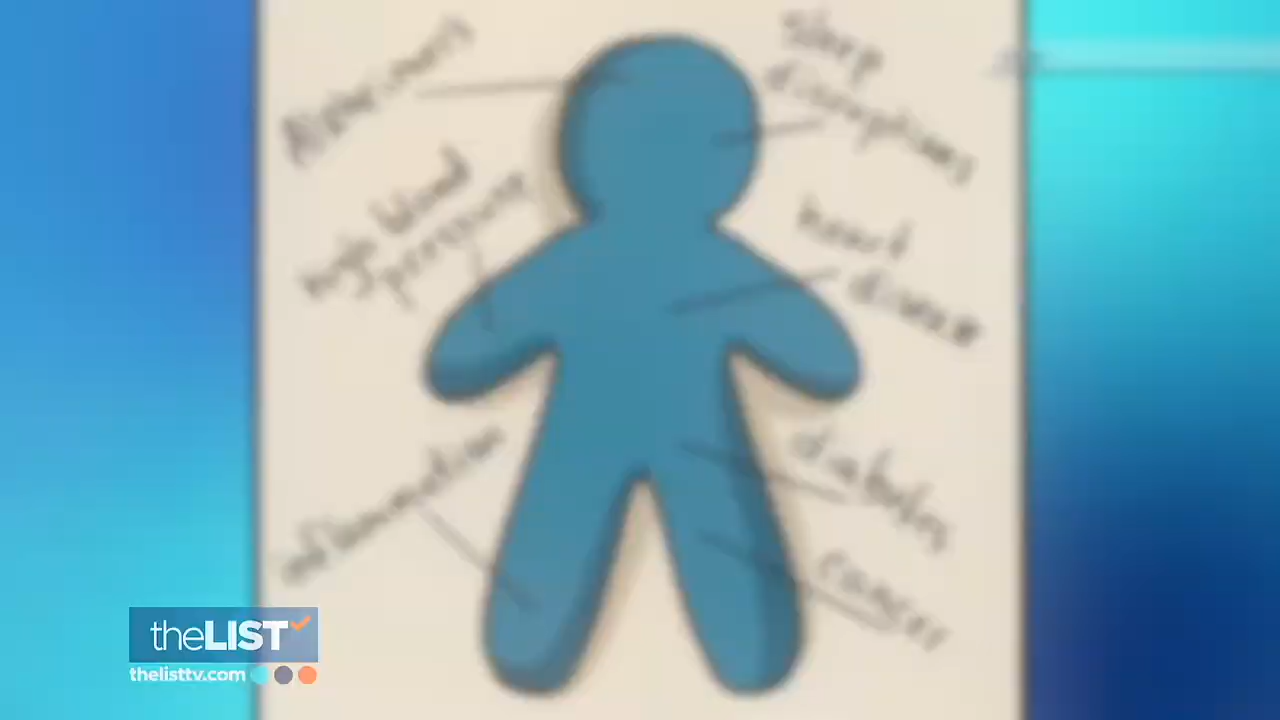 Alzheimer's
sleep
disruptions
high blood
pressure
heart
disease
inflammation
diabetes
cancer
theLIST
thelisttv.com